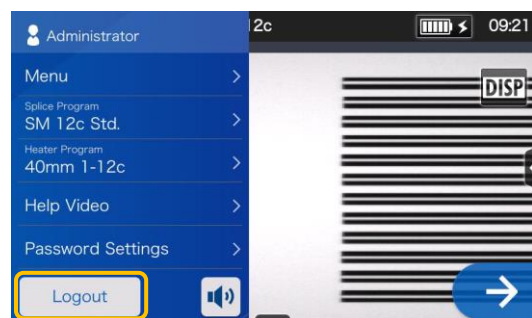 Administrator
12c
09:21
Menu
Splice Program
SM 12c Std.
Heater Program
40mm 1-12c
Help Video
Password Settings
Logout
DISP